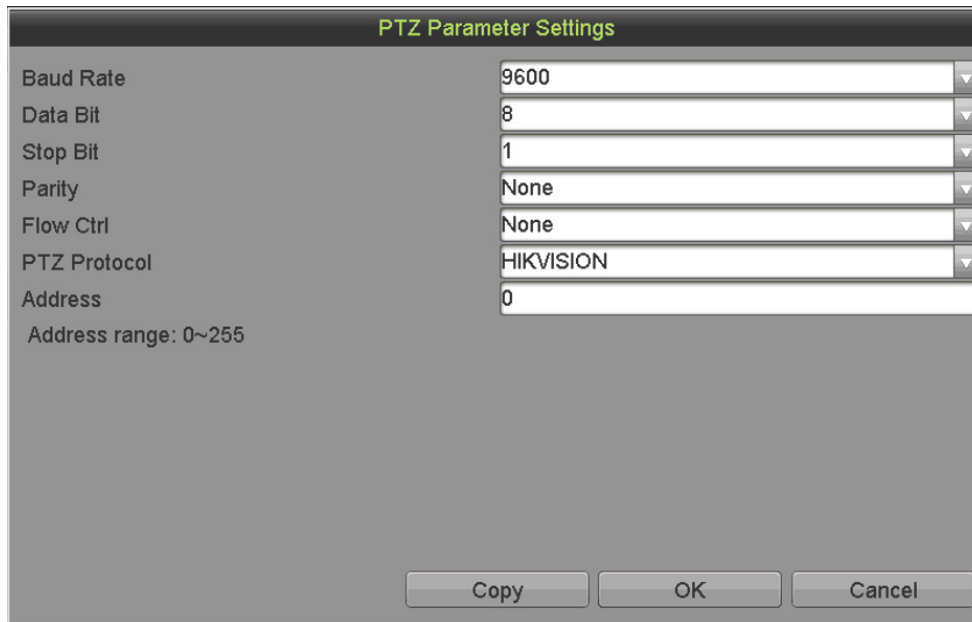 PTZ Parameter Settings
Baud Rate 9600
Data Bit 8
Stop Bit 1
Parity None
Flow Ctrl None
PTZ Protocol HIKVISION
Address 0
Address range: 0~255
Copy OK Cancel